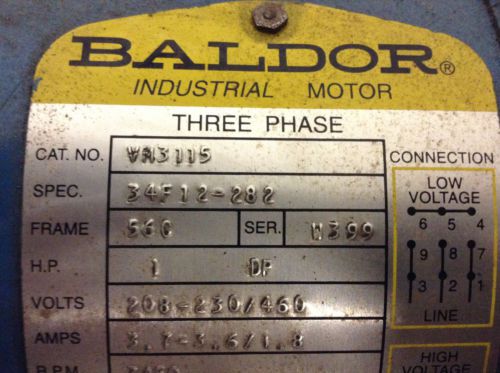 BALDOR®
INDUSTRIAL MOTOR
THREE PHASE
CAT. NO. VM3115
SPEC. 34F12-282
FRAME 56C SER. W399
H.P. 1 DP
VOLTS 208-230/460
AMPS 3.7-3.6/1.8
R.P.M.
CONNECTION
LOW
VOLTAGE
6 5 4
9 8 7
3 2 1
LINE
HIGH
VOLTAGE